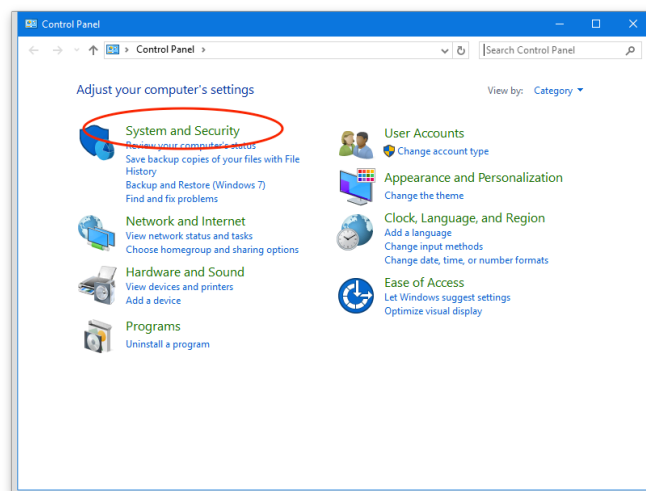 Control Panel
Control Panel
Search Control Panel
Adjust your computer's settings
View by: Category
System and Security
Review your computer's status
Save backup copies of your files with File
History
Backup and Restore (Windows 7)
Find and fix problems
Network and Internet
View network status and tasks
Choose homegroup and sharing options
Hardware and Sound
View devices and printers
Add a device
Programs
Uninstall a program
User Accounts
Change account type
Appearance and Personalization
Change the theme
Clock, Language, and Region
Add a language
Change input methods
Change date, time, or number formats
Ease of Access
Let Windows suggest settings
Optimize visual display